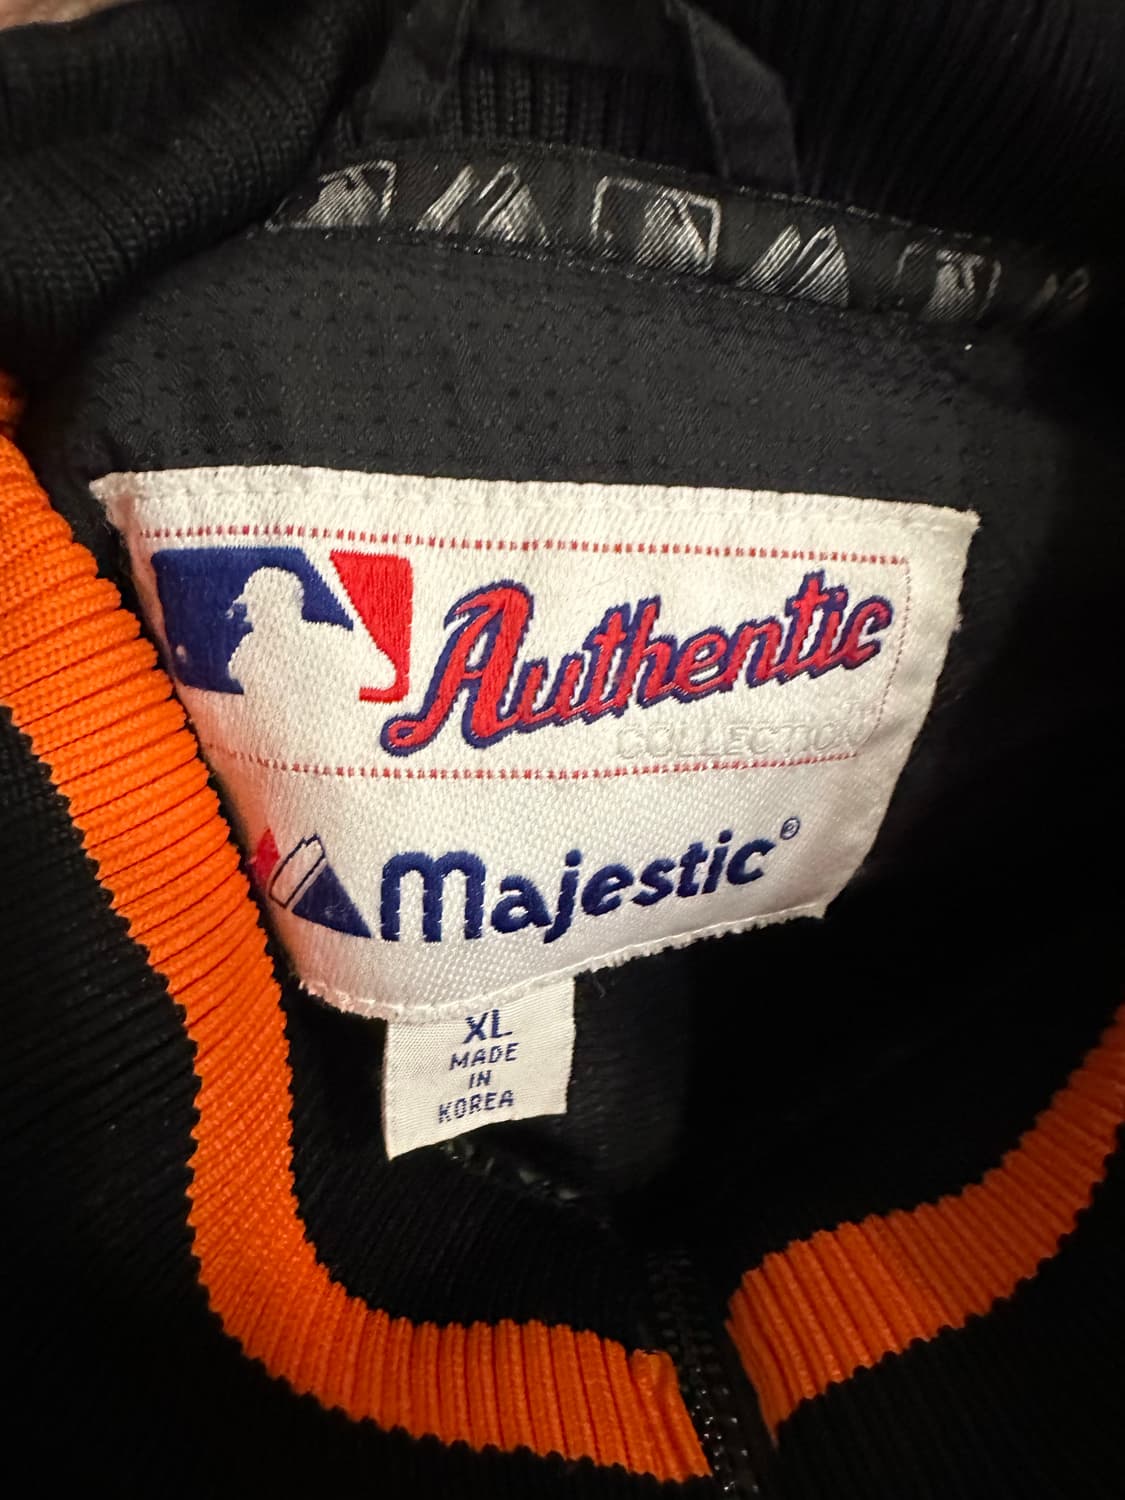 Authentic
COLLECTION
Majestic®
XL
MADE
IN
KOREA